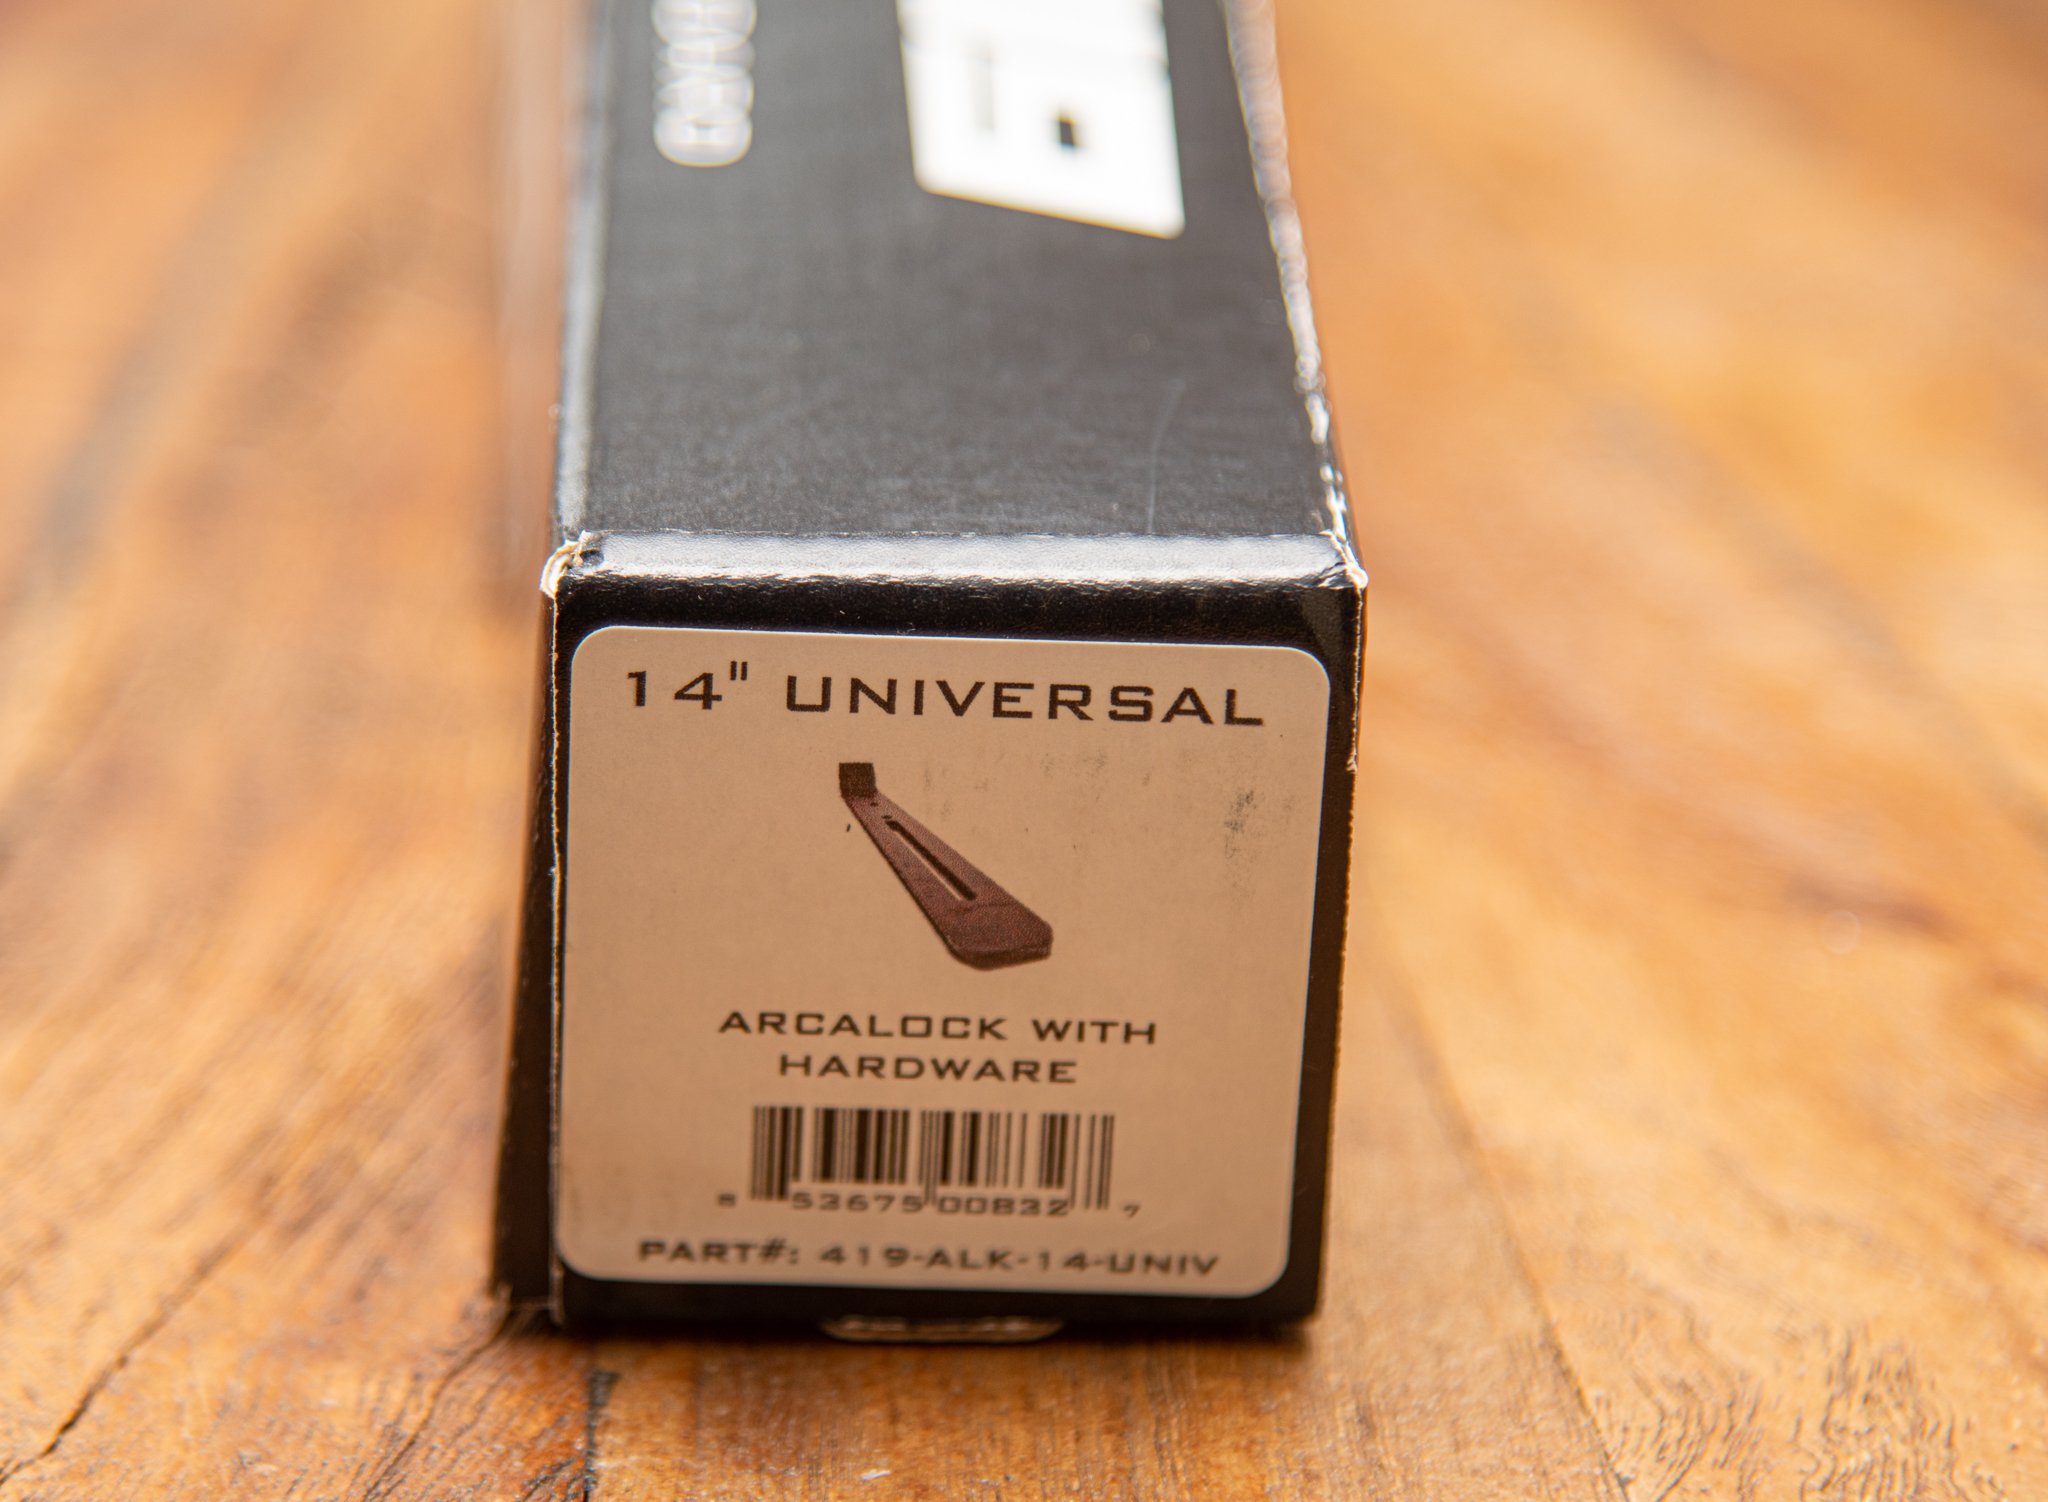 14" UNIVERSAL
ARCALOCK WITH
HARDWARE
8 53675 00832 7
PART#: 419-ALK-14-UNIV